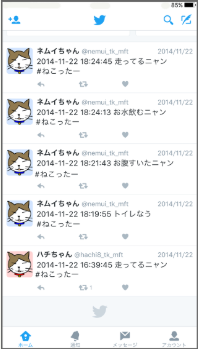 85%
ネムイちゃん @nemui_tk_mft 2014/11/22
2014-11-22 18:24:45 走ってるニャン
#ねこったー
ネムイちゃん @nemui_tk_mft 2014/11/22
2014-11-22 18:24:13 お水飲むニャン
#ねこったー
ネムイちゃん @nemui_tk_mft 2014/11/22
2014-11-22 18:21:43 お腹すいたニャン
#ねこったー
ネムイちゃん @nemui_tk_mft 2014/11/22
2014-11-22 18:19:55 トイレなう
#ねこったー
ハチちゃん @hachi8_tk_mft 2014/11/22
2014-11-22 16:39:45 走ってるニャン
#ねこったー
1
ホーム 通知 メッセージ アカウント